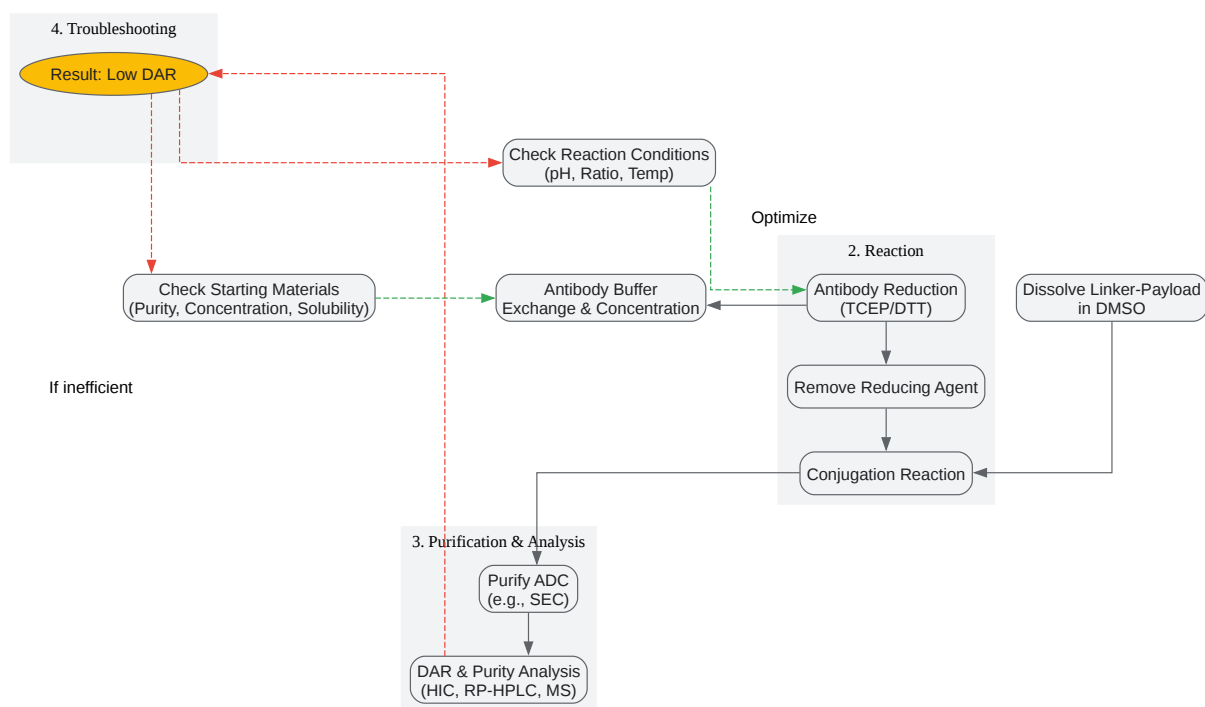 4. Troubleshooting
Result: Low DAR
Check Reaction Conditions
(pH, Ratio, Temp)
Optimize
2. Reaction
Check Starting Materials
(Purity, Concentration, Solubility)
Antibody Buffer
Exchange & Concentration
Antibody Reduction
(TCEP/DTT)
Dissolve Linker-Payload
in DMSO
If inefficient
Remove Reducing Agent
Conjugation Reaction
3. Purification & Analysis
Purify ADC
(e.g., SEC)
DAR & Purity Analysis
(HIC, RP-HPLC, MS)